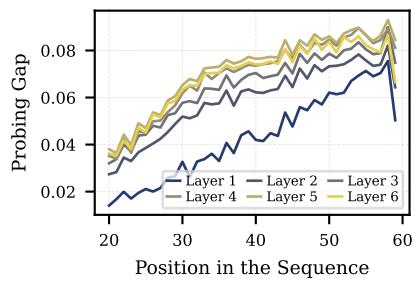 Probing Gap
0.08
0.06
0.04
0.02
Layer 1 Layer 2 Layer 3
Layer 4 Layer 5 Layer 6
20 30 40 50 60
Position in the Sequence